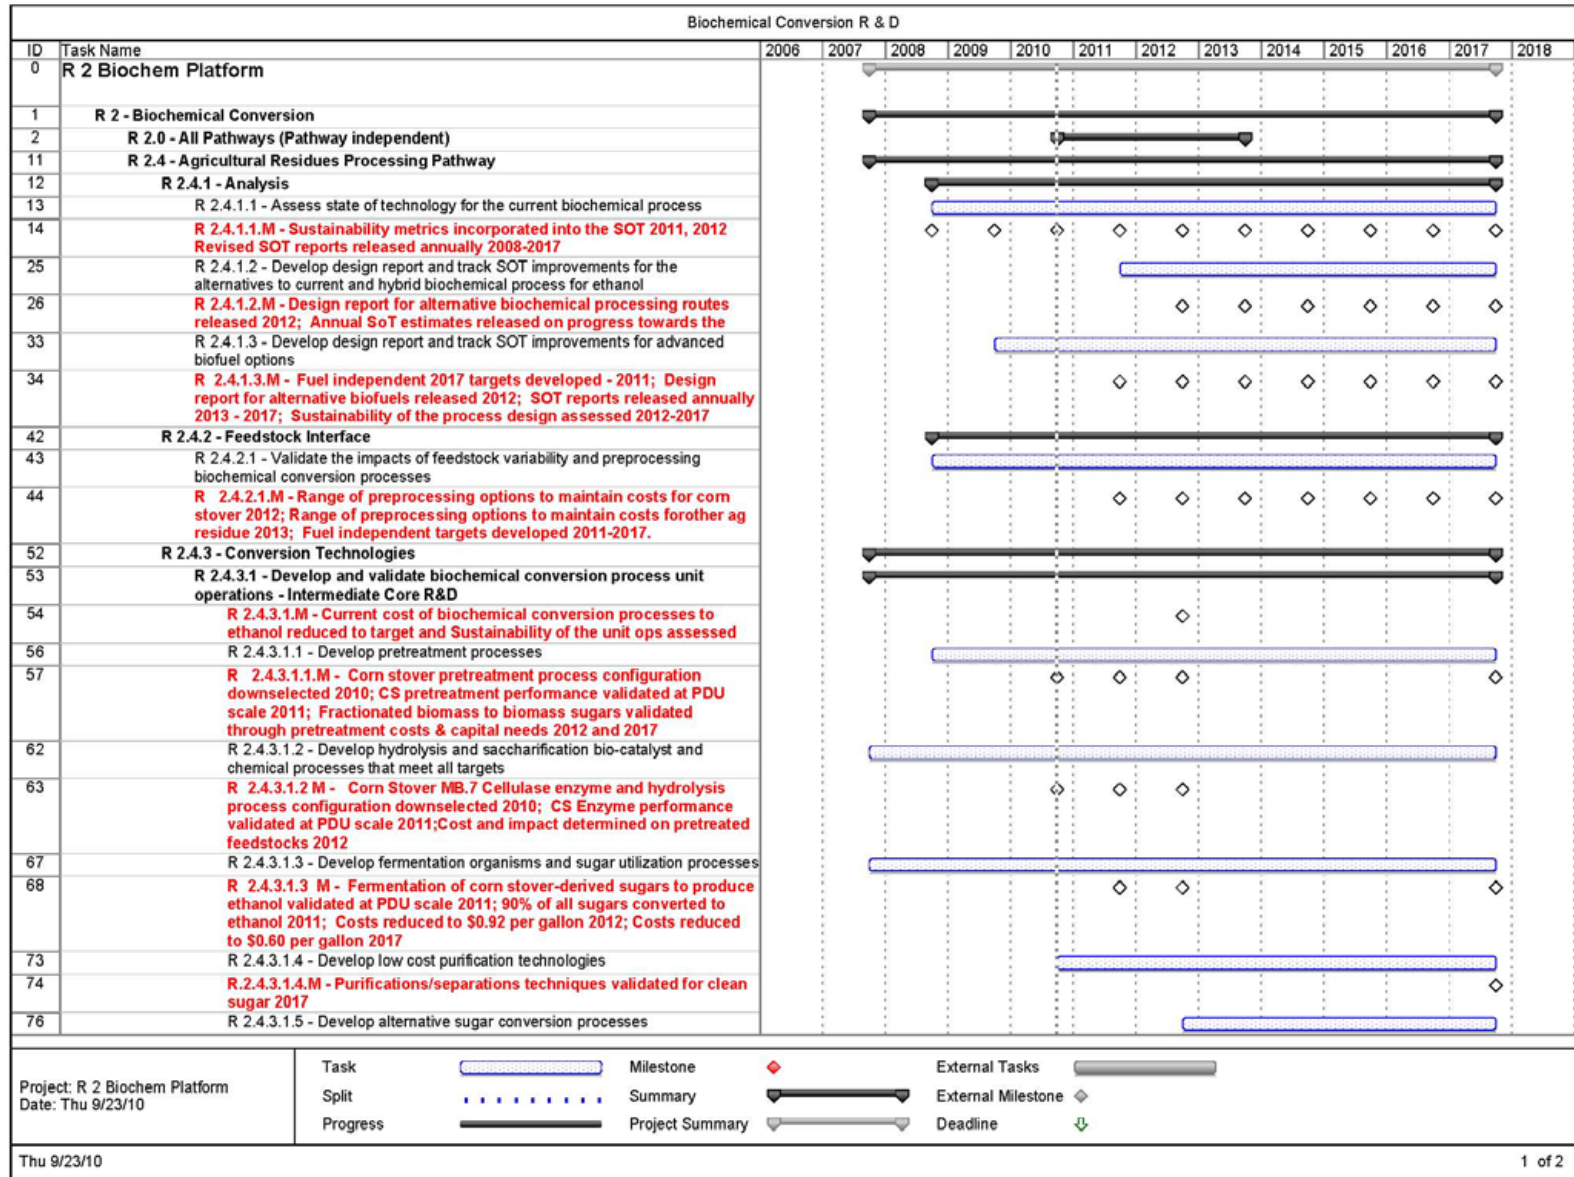 Biochemical Conversion R & D
ID Task Name 2006 2007 2008 2009 2010 2011 2012 2013 2014 2015 2016 2017 2018
0 R 2 Biochem Platform
1 R 2 - Biochemical Conversion
2 R 2.0 - All Pathways (Pathway independent)
11 R 2.4 - Agricultural Residues Processing Pathway
12 R 2.4.1 - Analysis
13 R 2.4.1.1 - Assess state of technology for the current biochemical process
14 R 2.4.1.1.M - Sustainability metrics incorporated into the SOT 2011, 2012
Revised SOT reports released annually 2008-2017
25 R 2.4.1.2 - Develop design report and track SOT improvements for the
alternatives to current and hybrid biochemical process for ethanol
26 R 2.4.1.2.M - Design report for alternative biochemical processing routes
released 2012; Annual SoT estimates released on progress towards the
33 R 2.4.1.3 - Develop design report and track SOT improvements for advanced
biofuel options
34 R 2.4.1.3.M - Fuel independent 2017 targets developed - 2011; Design
report for alternative biofuels released 2012; SOT reports released annually
2013 - 2017; Sustainability of the process design assessed 2012-2017
42 R 2.4.2 - Feedstock Interface
43 R 2.4.2.1 - Validate the impacts of feedstock variability and preprocessing
biochemical conversion processes
44 R 2.4.2.1.M - Range of preprocessing options to maintain costs for corn
stover 2012; Range of preprocessing options to maintain costs forother ag
residue 2013; Fuel independent targets developed 2011-2017.
52 R 2.4.3 - Conversion Technologies
53 R 2.4.3.1 - Develop and validate biochemical conversion process unit
operations - Intermediate Core R&D
54 R 2.4.3.1.M - Current cost of biochemical conversion processes to
ethanol reduced to target and Sustainability of the unit ops assessed
56 R 2.4.3.1.1 - Develop pretreatment processes
57 R 2.4.3.1.1.M - Corn stover pretreatment process configuration
downselected 2010; CS pretreatment performance validated at PDU
scale 2011; Fractionated biomass to biomass sugars validated
through pretreatment costs & capital needs 2012 and 2017
62 R 2.4.3.1.2 - Develop hydrolysis and saccharification bio-catalyst and
chemical processes that meet all targets
63 R 2.4.3.1.2 M - Corn Stover MB.7 Cellulase enzyme and hydrolysis
process configuration downselected 2010; CS Enzyme performance
validated at PDU scale 2011;Cost and impact determined on pretreated
feedstocks 2012
67 R 2.4.3.1.3 - Develop fermentation organisms and sugar utilization processes
68 R 2.4.3.1.3 M - Fermentation of corn stover-derived sugars to produce
ethanol validated at PDU scale 2011; 90% of all sugars converted to
ethanol 2011; Costs reduced to $0.92 per gallon 2012; Costs reduced
to $0.60 per gallon 2017
73 R 2.4.3.1.4 - Develop low cost purification technologies
74 R.2.4.3.1.4.M - Purifications/separations techniques validated for clean
sugar 2017
76 R 2.4.3.1.5 - Develop alternative sugar conversion processes
Project: R 2 Biochem Platform
Date: Thu 9/23/10
Task Milestone External Tasks
Split Summary External Milestone
Progress Project Summary Deadline
Thu 9/23/10 1 of 2